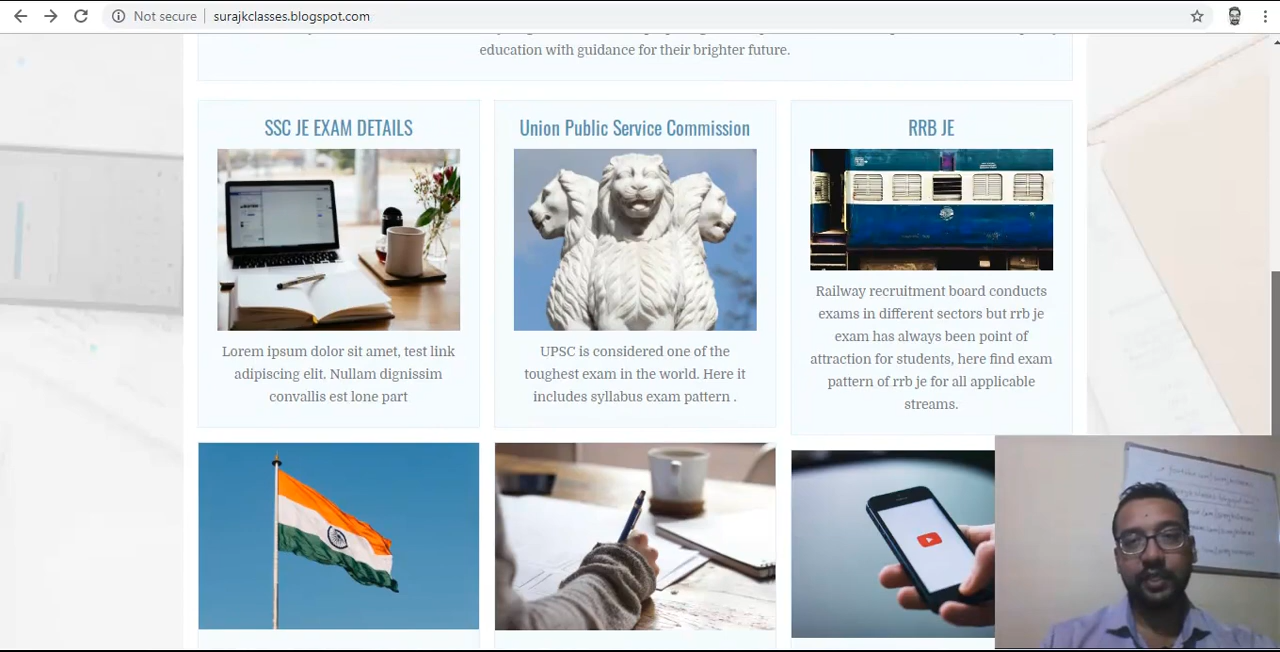 Not secure
surajkclasses.blogspot.com
education with guidance for their brighter future.
SSC JE EXAM DETAILS
Lorem ipsum dolor sit amet, test link
adipiscing elit. Nullam dignissim
convallis est lone part
Union Public Service Commission
UPSC is considered one of the
toughest exam in the world. Here it
includes syllabus exam pattern .
RRB JE
Railway recruitment board conducts
exams in different sectors but rrb je
exam has always been point of
attraction for students, here find exam
pattern of rrb je for all applicable
streams.